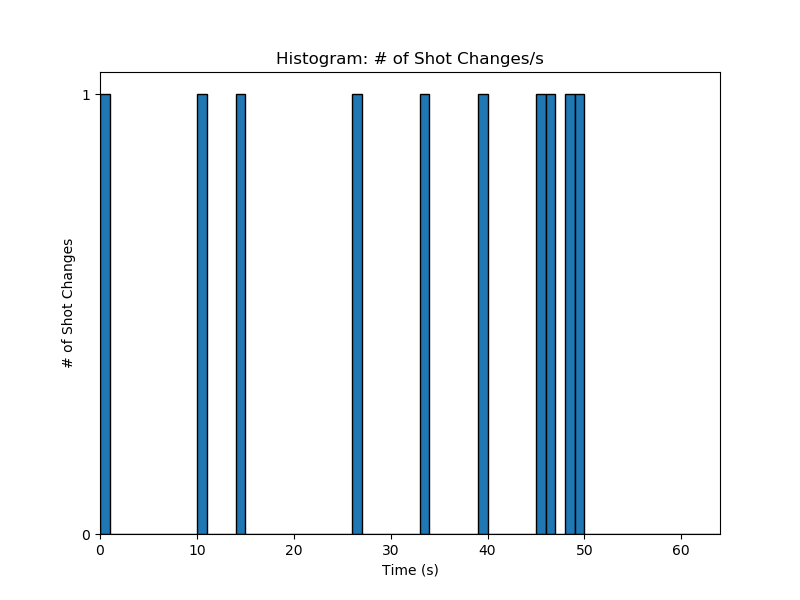 Histogram: # of Shot Changes/s
# of Shot Changes
1
0
0 10 20 30 40 50 60
Time (s)